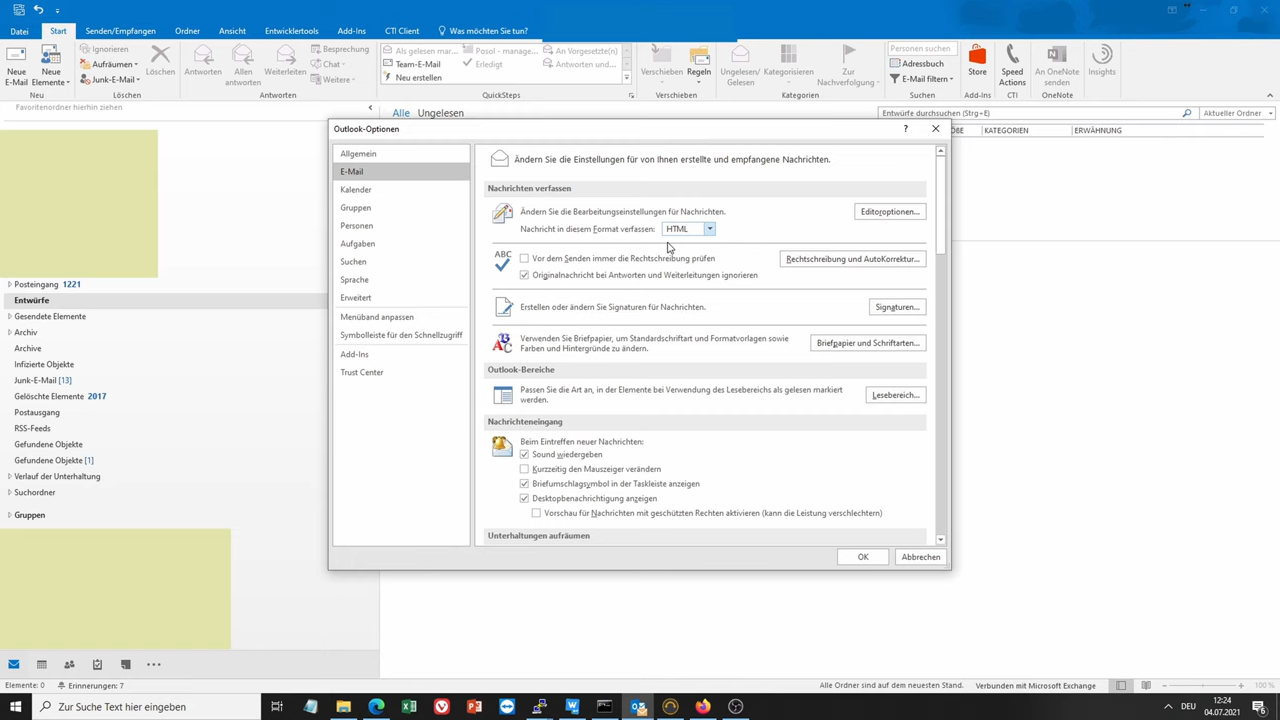 Datei Start Senden/Empfangen Ordner Ansicht Entwicklertools Add-Ins CTI Client Was möchten Sie tun?
Neue E-Mail
Neue Elemente
Neu
Ignorieren
Aufräumen
Junk-E-Mail
Löschen
Löschen
Antworten
Allen antworten
Weiterleiten
Besprechung
Chat
Weitere
Antworten
Als gelesen mar...
Team-E-Mail
Neu erstellen
Posol - manage...
Erledigt
An Vorgesetzte(n)
Antworten und...
QuickSteps
Verschieben
Regeln
Verschieben
Ungelesen/ Gelesen
Kategorisieren
Zur Nachverfolgung
Kategorien
Personen suchen
Adressbuch
E-Mail filtern
Suchen
Store
Add-Ins
Speed Actions
CTI
An OneNote senden
OneNote
Insights
Favoritenordner hierhin ziehen
Alle Ungelesen
Entwürfe durchsuchen (Strg+E)
Aktueller Ordner
KATEGORIEN
ERWÄHNUNG
Posteingang 1221
Entwürfe
Gesendete Elemente
Archiv
Archive
Infizierte Objekte
Junk-E-Mail [13]
Gelöschte Elemente 2017
Postausgang
RSS-Feeds
Gefundene Objekte
Gefundene Objekte [1]
Verlauf der Unterhaltung
Suchordner
Gruppen
Outlook-Optionen
?
Allgemein
E-Mail
Kalender
Gruppen
Personen
Aufgaben
Suchen
Sprache
Erweitert
Menüband anpassen
Symbolleiste für den Schnellzugriff
Add-Ins
Trust Center
Ändern Sie die Einstellungen für von Ihnen erstellte und empfangene Nachrichten.
Nachrichten verfassen
Ändern Sie die Bearbeitungseinstellungen für Nachrichten.
Editoroptionen...
Nachricht in diesem Format verfassen: HTML
ABC
Vor dem Senden immer die Rechtschreibung prüfen
Rechtschreibung und AutoKorrektur...
Originalnachricht bei Antworten und Weiterleitungen ignorieren
Erstellen oder ändern Sie Signaturen für Nachrichten.
Signaturen...
Verwenden Sie Briefpapier, um Standardschriftart und Formatvorlagen sowie
Farben und Hintergründe zu ändern.
Briefpapier und Schriftarten...
Outlook-Bereiche
Passen Sie die Art an, in der Elemente bei Verwendung des Lesebereichs als gelesen markiert
werden.
Lesebereich...
Nachrichteneingang
Beim Eintreffen neuer Nachrichten:
Sound wiedergeben
Kurzzeitig den Mauszeiger verändern
Briefumschlagsymbol in der Taskleiste anzeigen
Desktopbenachrichtigung anzeigen
Vorschau für Nachrichten mit geschützten Rechten aktivieren (kann die Leistung verschlechtern)
Unterhaltungen aufräumen
OK
Abbrechen
Elemente: 0 Erinnerungen: 7
Alle Ordner sind auf dem neuesten Stand. Verbunden mit Microsoft Exchange
100 %
Zur Suche Text hier eingeben
DEU
12:24
04.07.2021